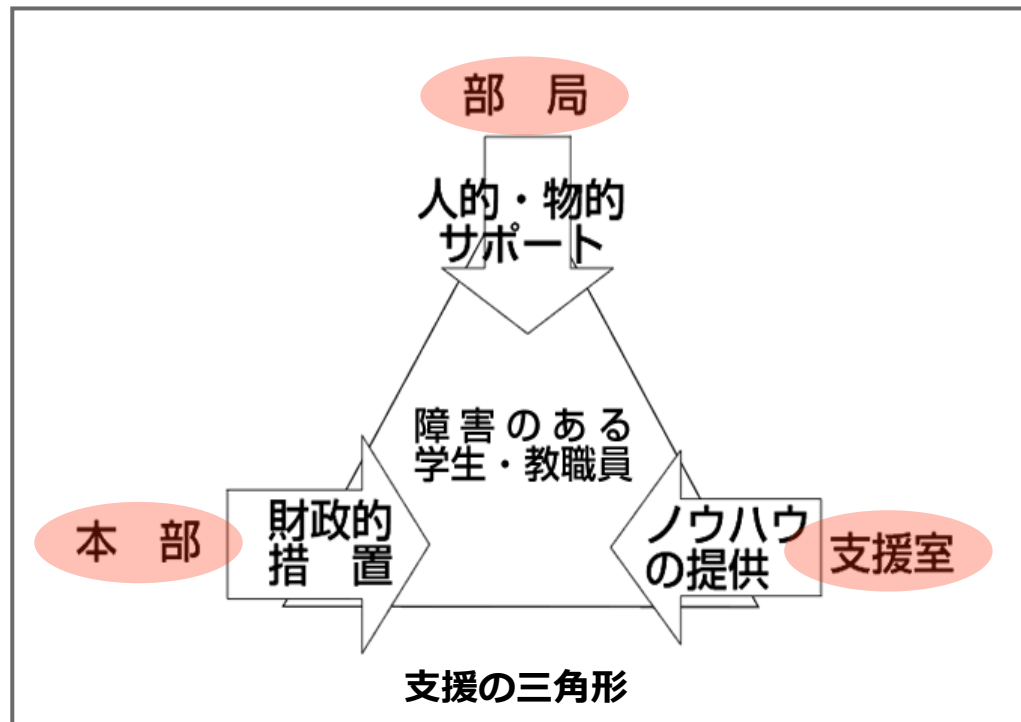 部　局
人的・物的
サポート
障害のある
学生・教職員
本　部
財政的
措　置
ノウハウ
の提供
支援室
支援の三角形